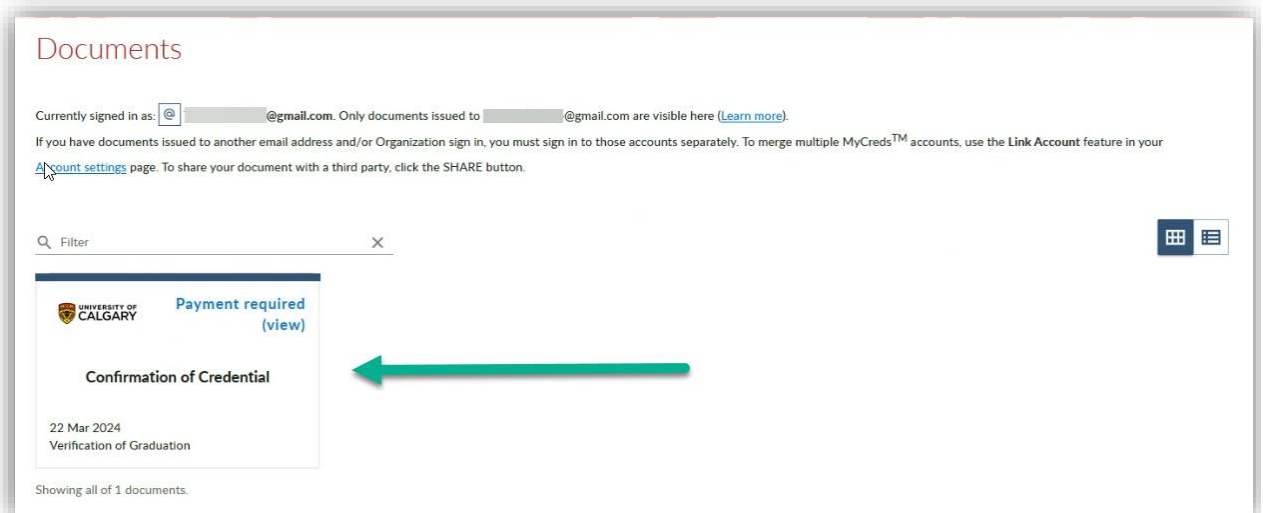 Documents
Currently signed in as: @ @gmail.com. Only documents issued to @gmail.com are visible here (Learn more).
If you have documents issued to another email address and/or Organization sign in, you must sign in to those accounts separately. To merge multiple MyCreds™ accounts, use the Link Account feature in your
Account settings page. To share your document with a third party, click the SHARE button.
Filter
UNIVERSITY OF
CALGARY
Payment required
(view)
Confirmation of Credential
22 Mar 2024
Verification of Graduation
Showing all of 1 documents.